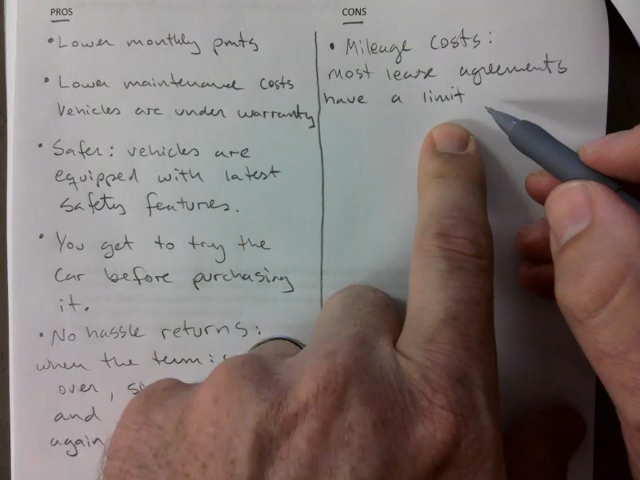 PROS
• Lower monthly pmts
• Lower maintenance costs
Vehicles are under warranty
• Safer: vehicles are
equipped with latest
safety features.
• You get to try the
car before purchasing
it.
• No hassle returns:
when the term
over,
and
again
CONS
• Mileage Costs:
most lease agreements
have a limit